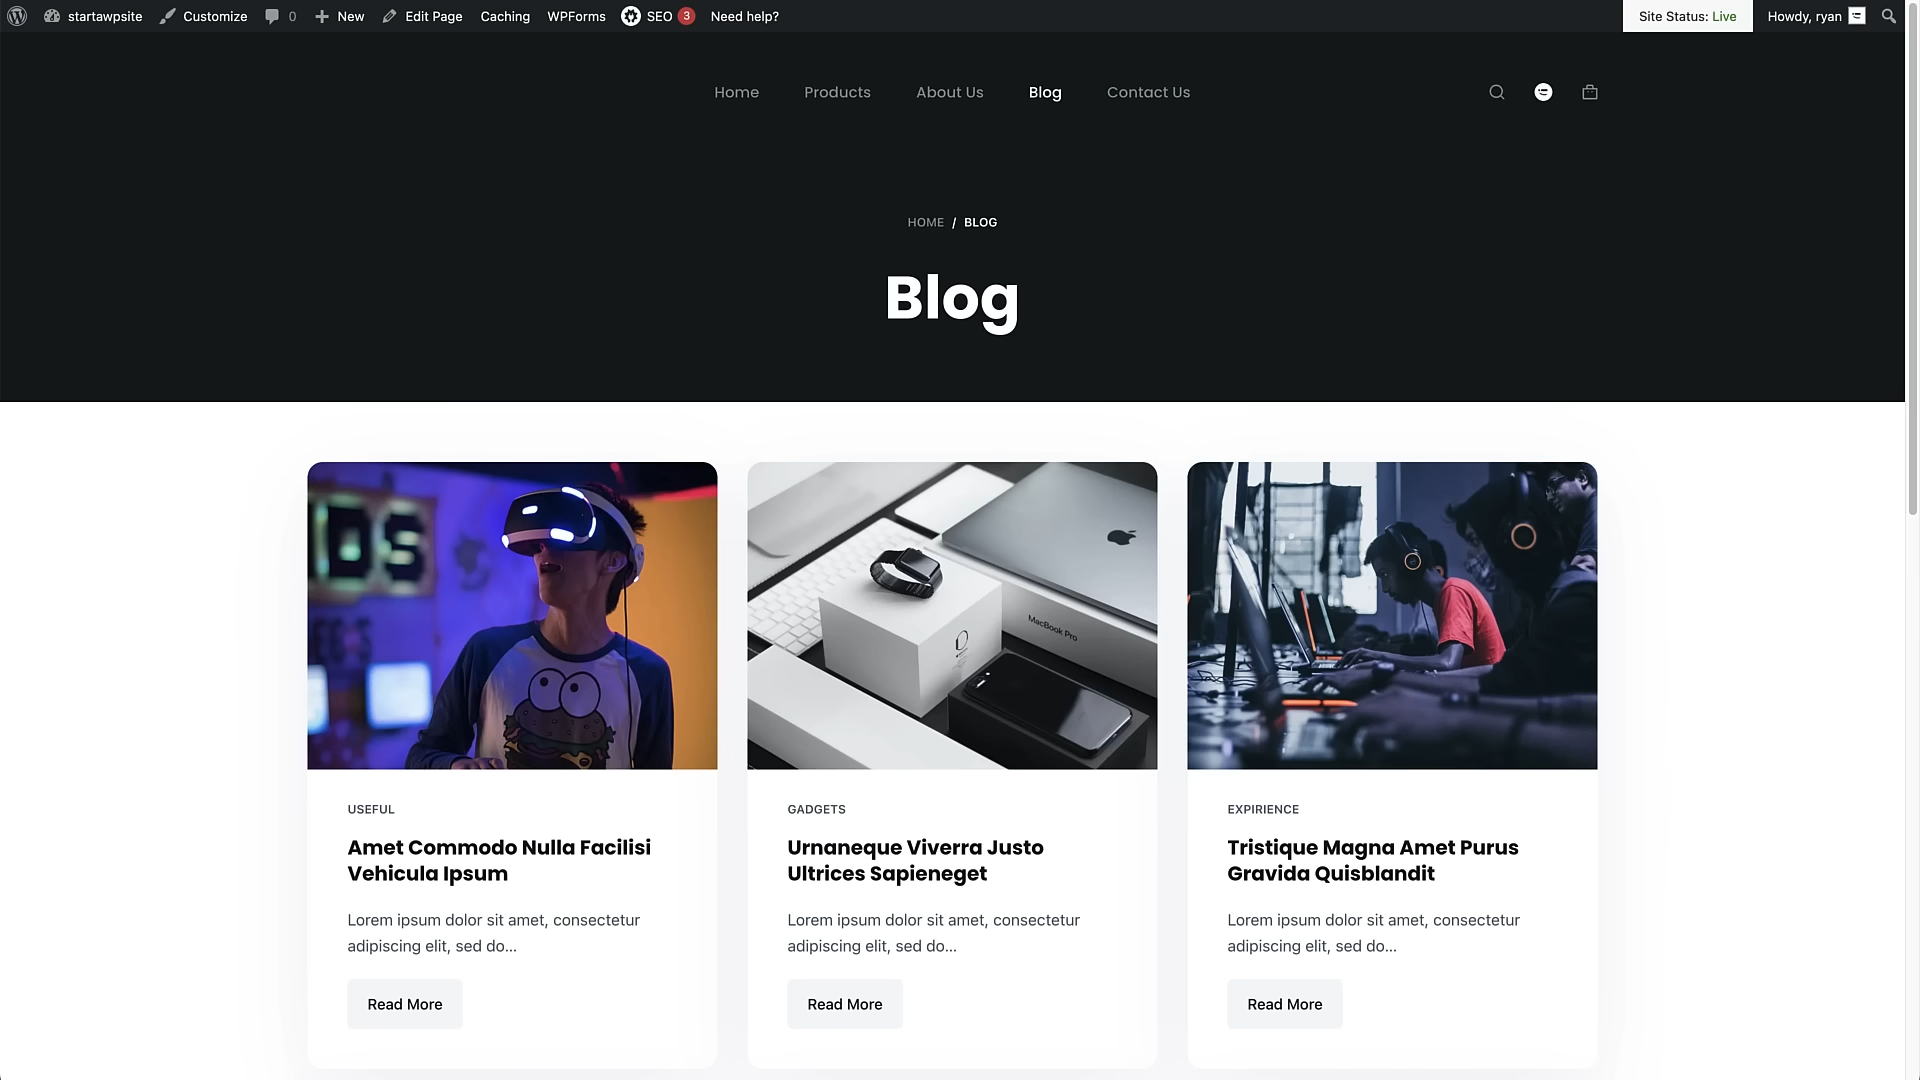 startawpsite Customize 0 New Edit Page Caching WPForms SEO 3 Need help? Site Status: Live Howdy, ryan
Home Products About Us Blog Contact Us
HOME / BLOG
Blog
MacBook Pro
USEFUL
Amet Commodo Nulla Facilisi
Vehicula Ipsum
Lorem ipsum dolor sit amet, consectetur
adipiscing elit, sed do...
Read More
GADGETS
Urnaneque Viverra Justo
Ultrices Sapieneget
Lorem ipsum dolor sit amet, consectetur
adipiscing elit, sed do...
Read More
EXPIRIENCE
Tristique Magna Amet Purus
Gravida Quisblandit
Lorem ipsum dolor sit amet, consectetur
adipiscing elit, sed do...
Read More